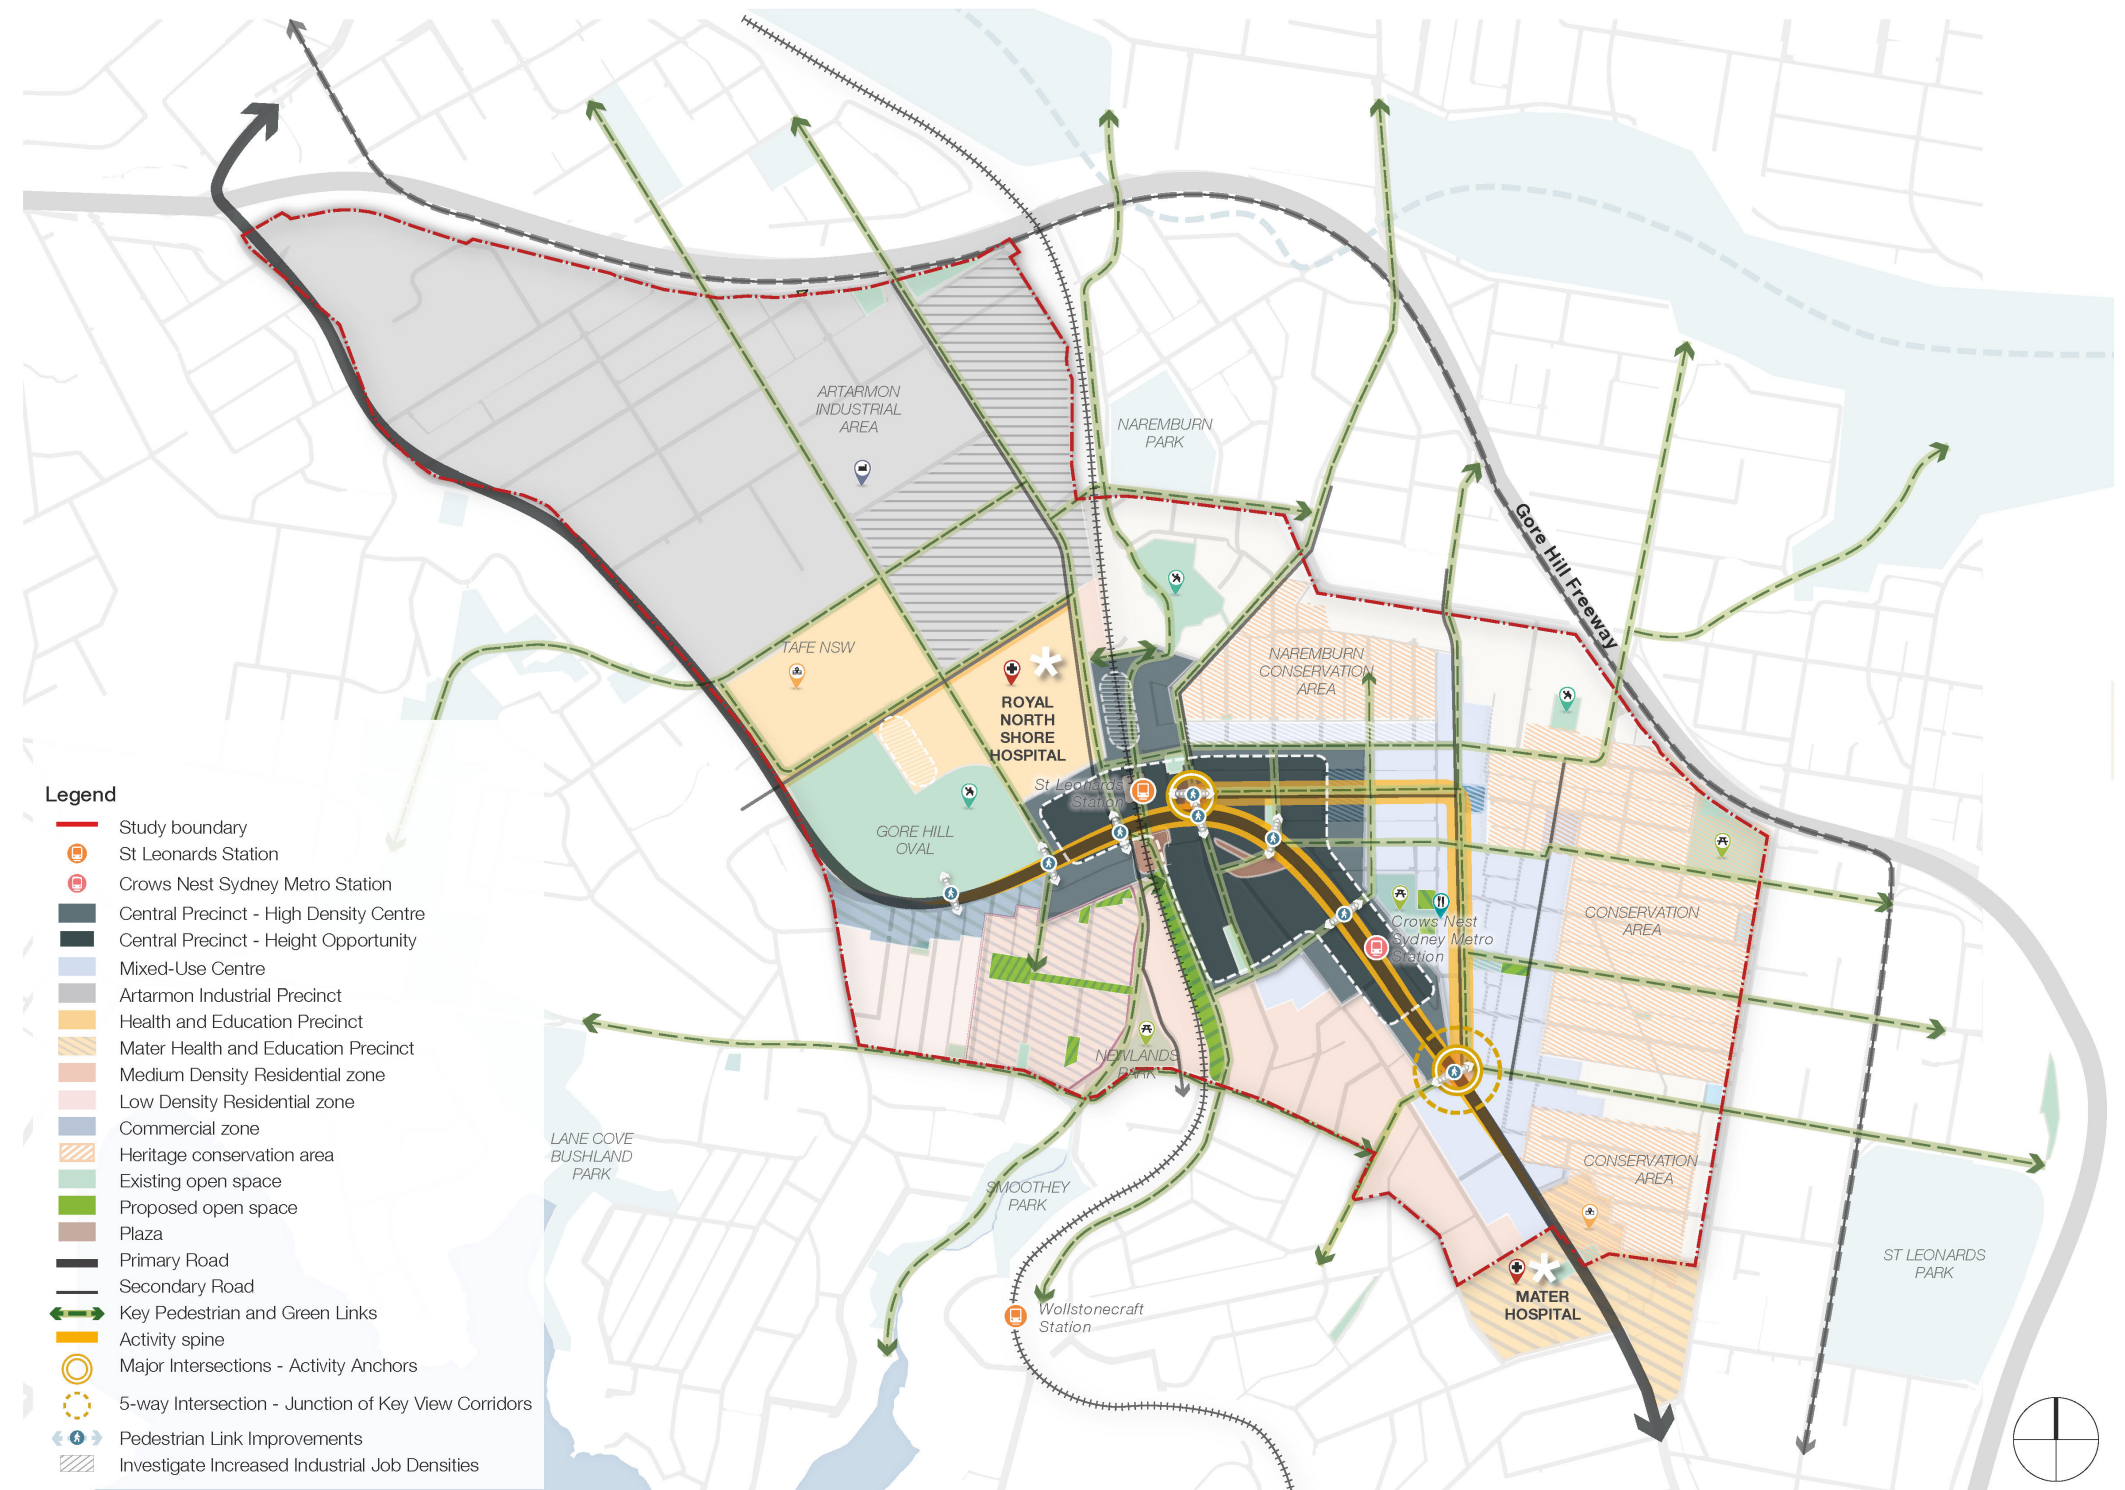 ARTARMON
INDUSTRIAL
AREA
NAREMBURN
PARK
Gore Hill Freeway
TAFE NSW
ROYAL
NORTH
SHORE
HOSPITAL
NAREMBURN
CONSERVATION
AREA
St Leonards
Station
GORE HILL
OVAL
Crows Nest
Sydney Metro
Station
CONSERVATION
AREA
NEWLANDS
PARK
LANE COVE
BUSHLAND
PARK
SMOOTHEY
PARK
CONSERVATION
AREA
ST LEONARDS
PARK
MATER
HOSPITAL
Wollstonecraft
Station
Legend
Study boundary
St Leonards Station
Crows Nest Sydney Metro Station
Central Precinct - High Density Centre
Central Precinct - Height Opportunity
Mixed-Use Centre
Artarmon Industrial Precinct
Health and Education Precinct
Mater Health and Education Precinct
Medium Density Residential zone
Low Density Residential zone
Commercial zone
Heritage conservation area
Existing open space
Proposed open space
Plaza
Primary Road
Secondary Road
Key Pedestrian and Green Links
Activity spine
Major Intersections - Activity Anchors
5-way Intersection - Junction of Key View Corridors
Pedestrian Link Improvements
Investigate Increased Industrial Job Densities